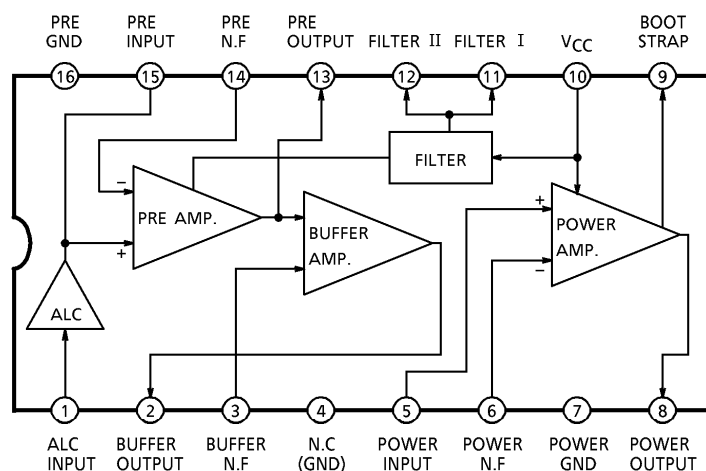 PRE GND
PRE INPUT
PRE N.F
PRE OUTPUT
FILTER II
FILTER I
VCC
BOOT STRAP
16
15
14
13
12
11
10
9
FILTER
−
PRE AMP.
+
BUFFER AMP.
+
POWER AMP.
−
ALC
1
2
3
4
5
6
7
8
ALC INPUT
BUFFER OUTPUT
BUFFER N.F
N.C (GND)
POWER INPUT
POWER N.F
POWER GND
POWER OUTPUT